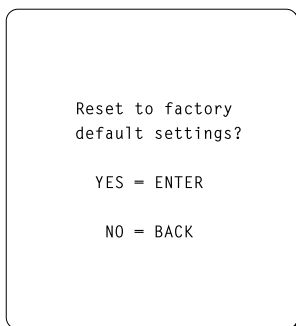 Reset to factory
default settings?
YES = ENTER
NO = BACK